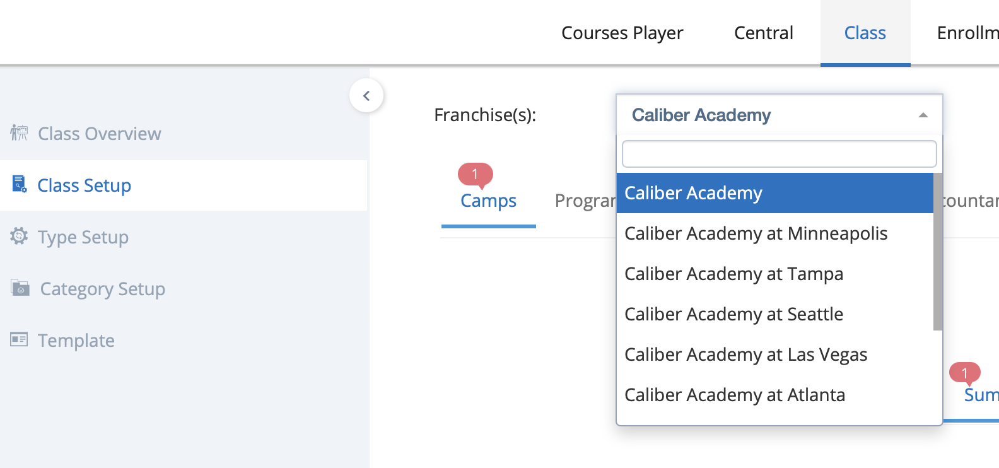 Courses Player Central Class Enrollm
Franchise(s): Caliber Academy
Class Overview
Class Setup
Type Setup
Category Setup
Template
1
Camps Progran countar
Caliber Academy
Caliber Academy at Minneapolis
Caliber Academy at Tampa
Caliber Academy at Seattle
Caliber Academy at Las Vegas
Caliber Academy at Atlanta
1
Sum